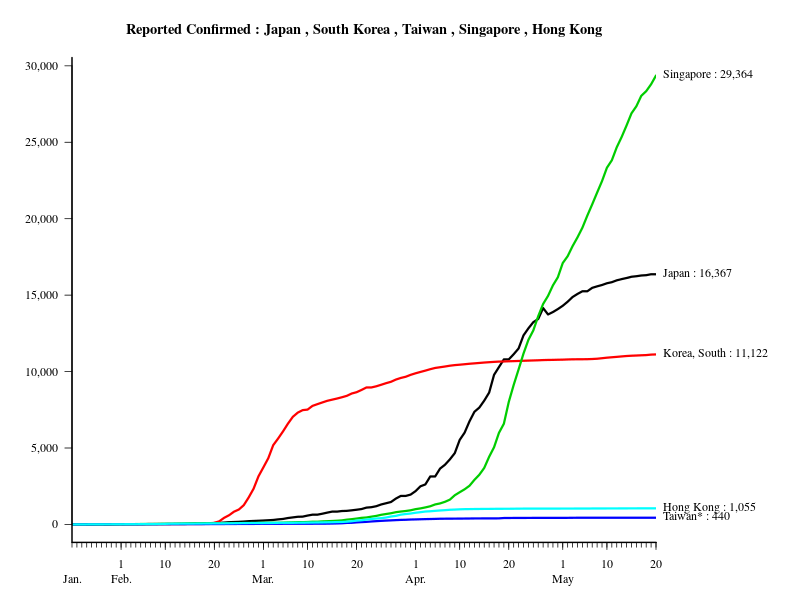 Reported Confirmed : Japan , South Korea , Taiwan , Singapore , Hong Kong
30,000
Singapore : 29,364
25,000
20,000
Japan : 16,367
15,000
Korea, South : 11,122
10,000
5,000
Hong Kong : 1,055
Taiwan* : 440
0
1 10 20 1 10 20 1 10 20 1 10 20
Jan. Feb. Mar. Apr. May